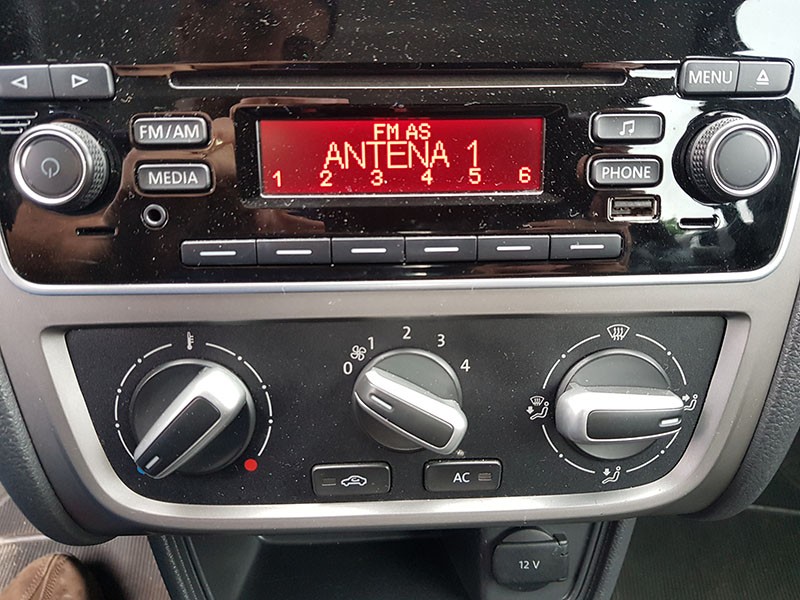 MENU
FM/AM
MEDIA
FM AS
ANTENA 1
1 2 3. 4 5 6
PHONE
0 1 2 3 4
AC
12 V